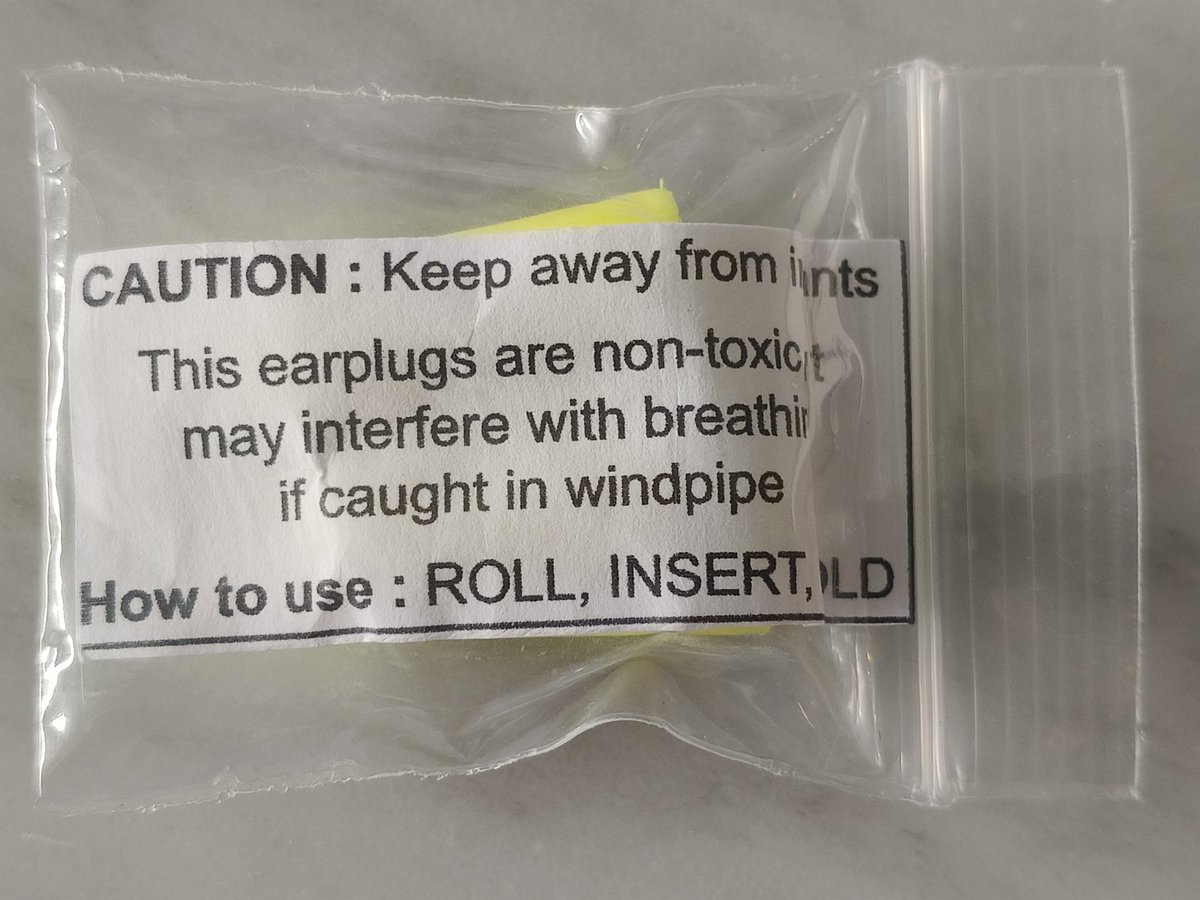 CAUTION : Keep away from
This earplugs are non-toxic
may interfere with
if caught in windpipe
How to use : ROLL, INSERT,